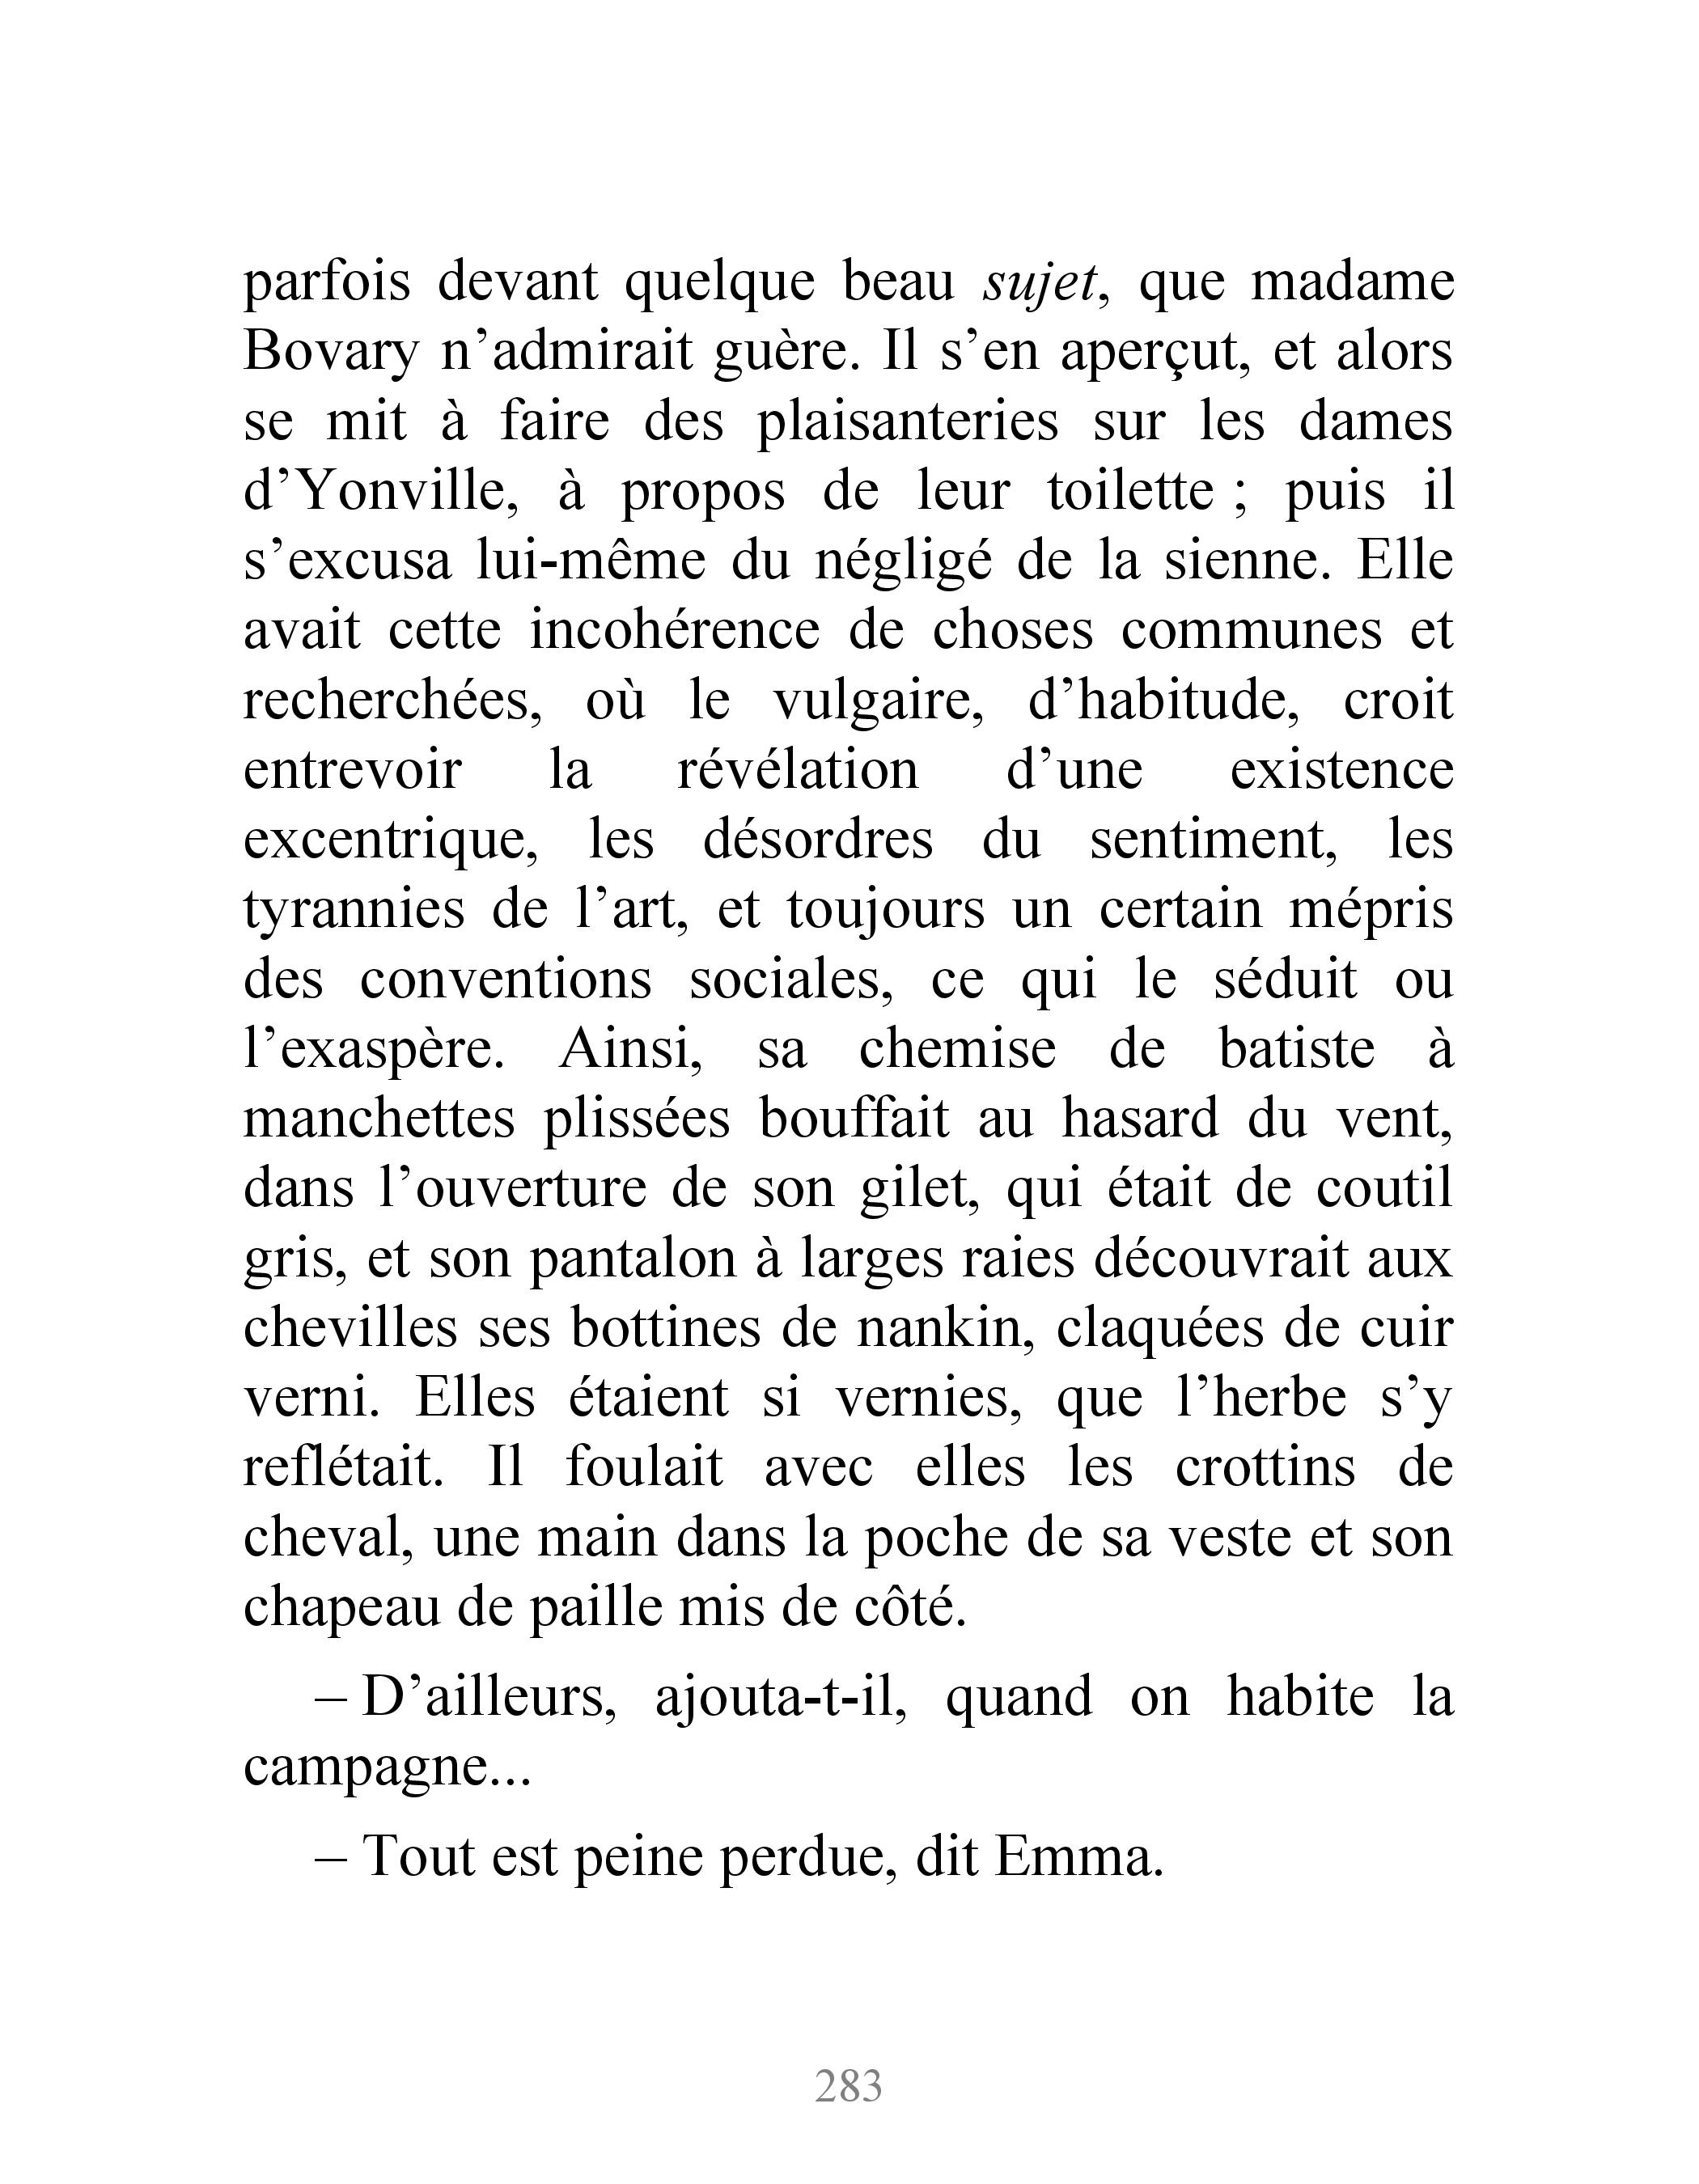 parfois devant quelque beau sujet, que madame
Bovary n’admirait guère. Il s’en aperçut, et alors
se mit à faire des plaisanteries sur les dames
d’Yonville, à propos de leur toilette ; puis il
s’excusa lui-même du négligé de la sienne. Elle
avait cette incohérence de choses communes et
recherchées, où le vulgaire, d’habitude, croit
entrevoir la révélation d’une existence
excentrique, les désordres du sentiment, les
tyrannies de l’art, et toujours un certain mépris
des conventions sociales, ce qui le séduit ou
l’exaspère. Ainsi, sa chemise de batiste à
manchettes plissées bouffait au hasard du vent,
dans l’ouverture de son gilet, qui était de coutil
gris, et son pantalon à larges raies découvrait aux
chevilles ses bottines de nankin, claquées de cuir
verni. Elles étaient si vernies, que l’herbe s’y
reflétait. Il foulait avec elles les crottins de
cheval, une main dans la poche de sa veste et son
chapeau de paille mis de côté.
– D’ailleurs, ajouta-t-il, quand on habite la
campagne...
– Tout est peine perdue, dit Emma.
283